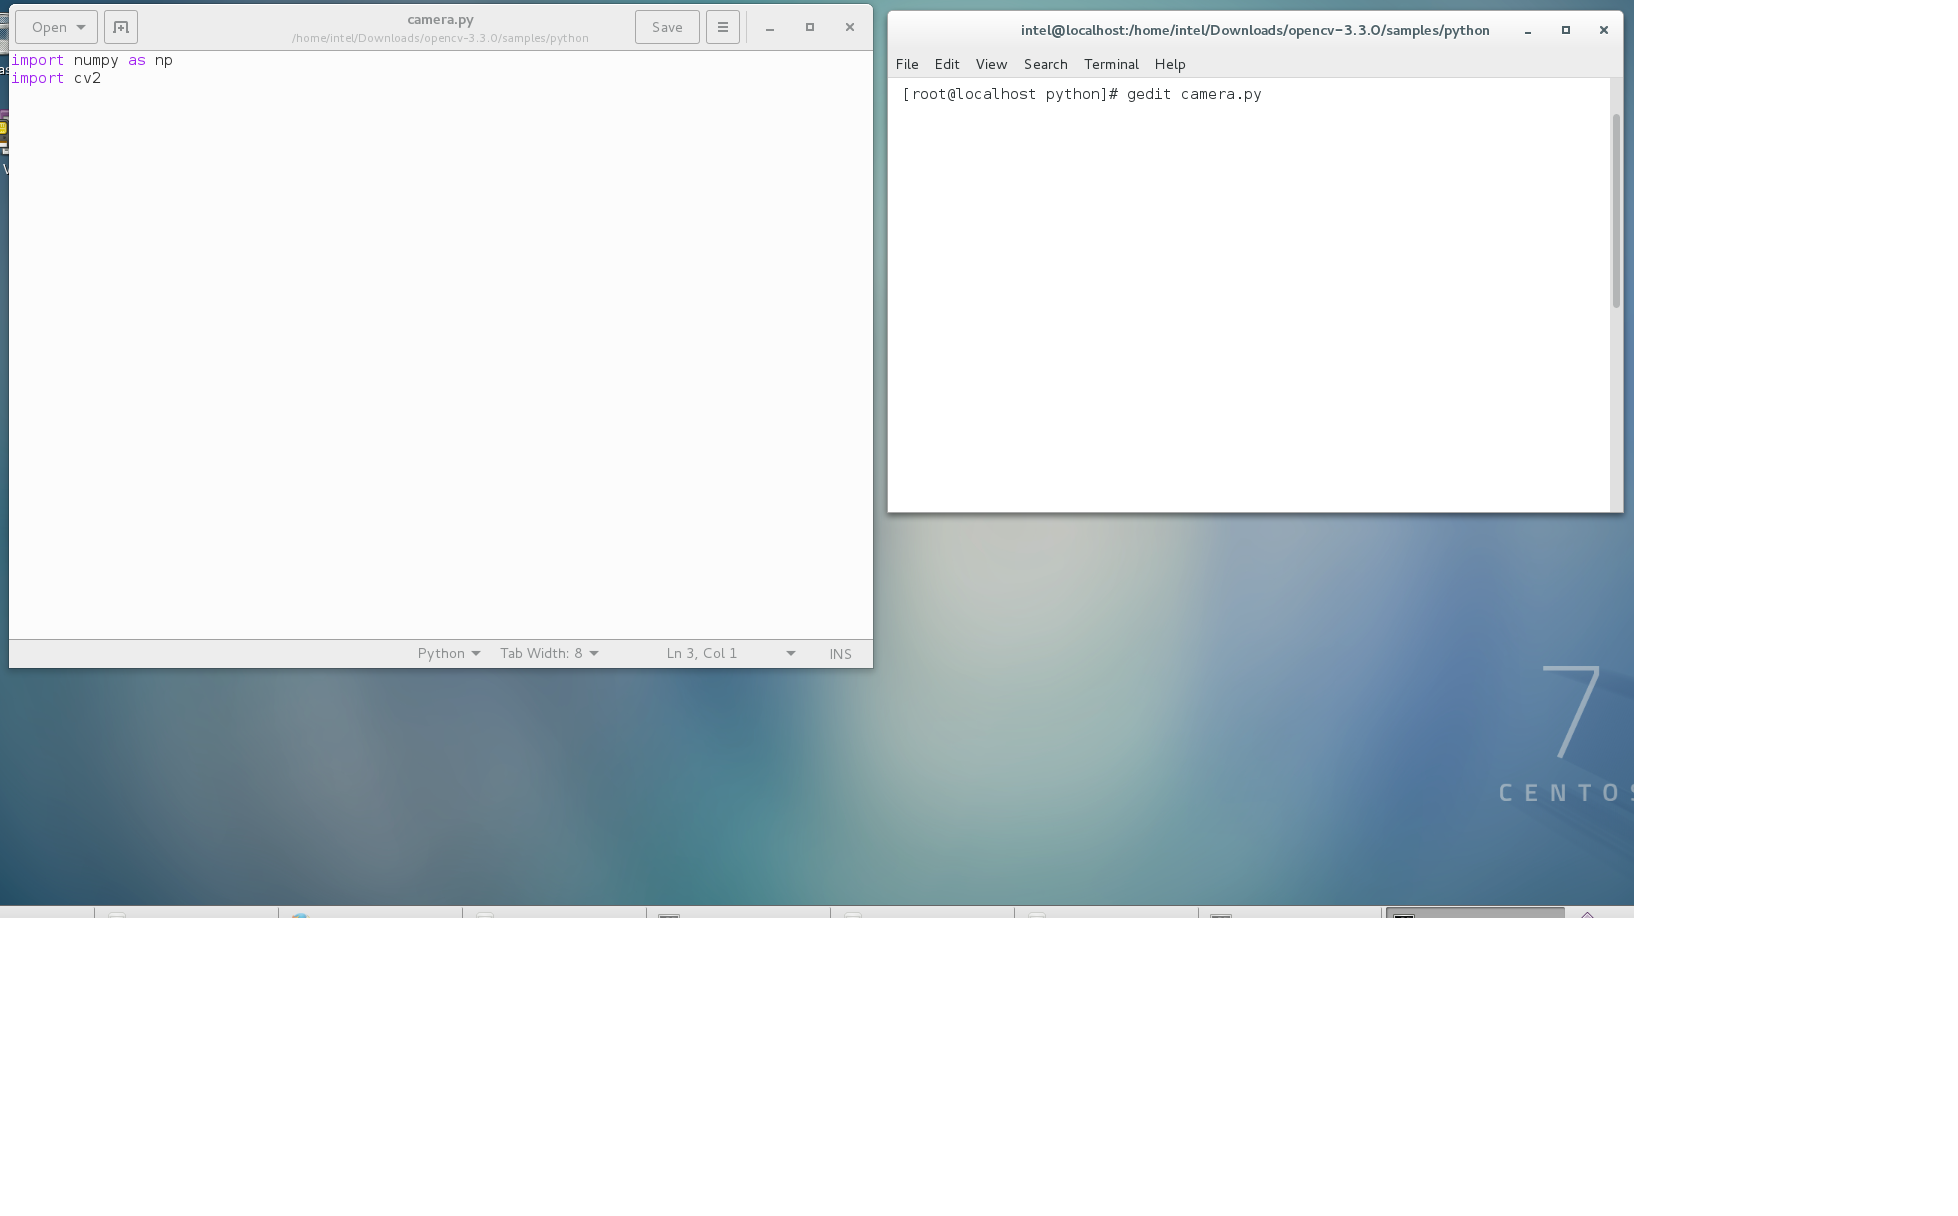 Open
camera.py
/home/intel/Downloads/opencv-3.3.0/samples/python
Save
import numpy as np
import cv2
Python
Tab Width: 8
Ln 3, Col 1
INS
intel@localhost:/home/intel/Downloads/opencv-3.3.0/samples/python
File Edit View Search Terminal Help
[root@localhost python]# gedit camera.py
7
CENTOS